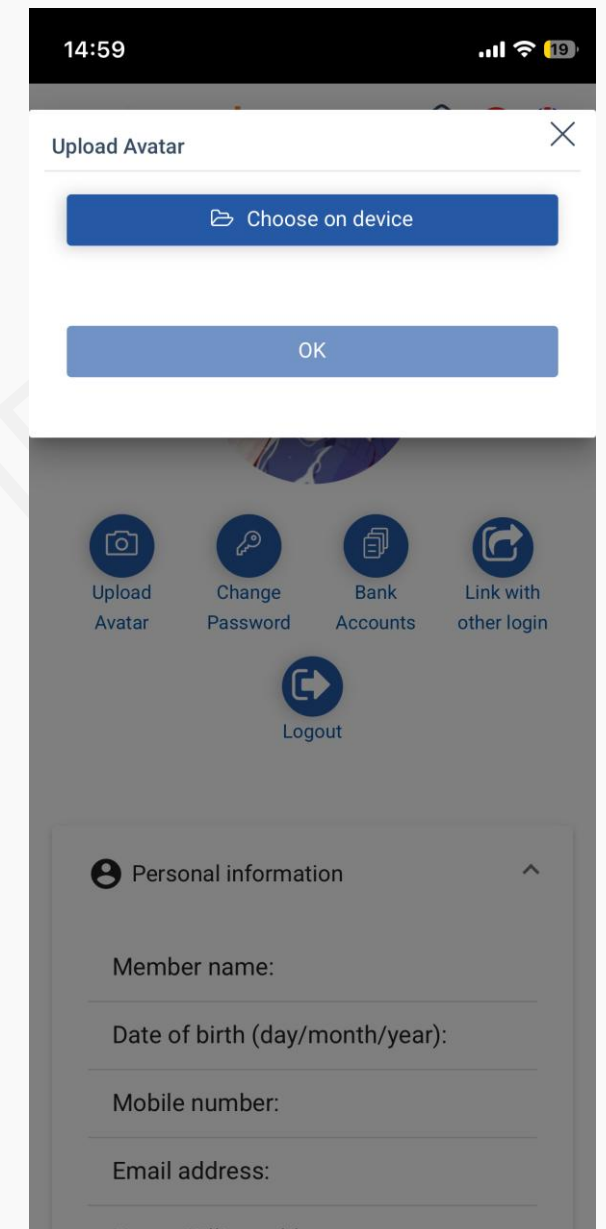 14:59
19
Upload Avatar
Choose on device
OK
Upload
Avatar
Change
Password
Bank
Accounts
Link with
other login
Logout
Personal information
Member name:
Date of birth (day/month/year):
Mobile number:
Email address: